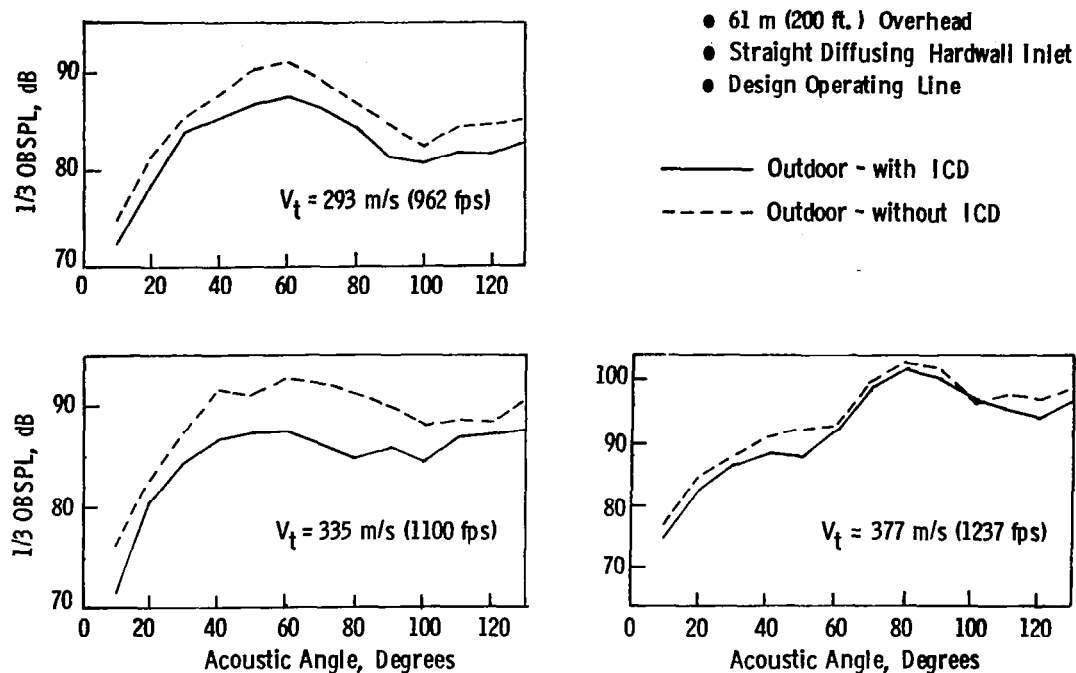 ● 61 m (200 ft.) Overhead
● Straight Diffusing Hardwall Inlet
● Design Operating Line
Outdoor - with ICD
Outdoor - without ICD
1/3 OBSPL, dB
90
80
70
V_t = 293 m/s (962 fps)
0 20 40 60 80 100 120
1/3 OBSPL, dB
90
80
70
V_t = 335 m/s (1100 fps)
0 20 40 60 80 100 120
Acoustic Angle, Degrees
100
90
80
70
V_t = 377 m/s (1237 fps)
0 20 40 60 80 100 120
Acoustic Angle, Degrees